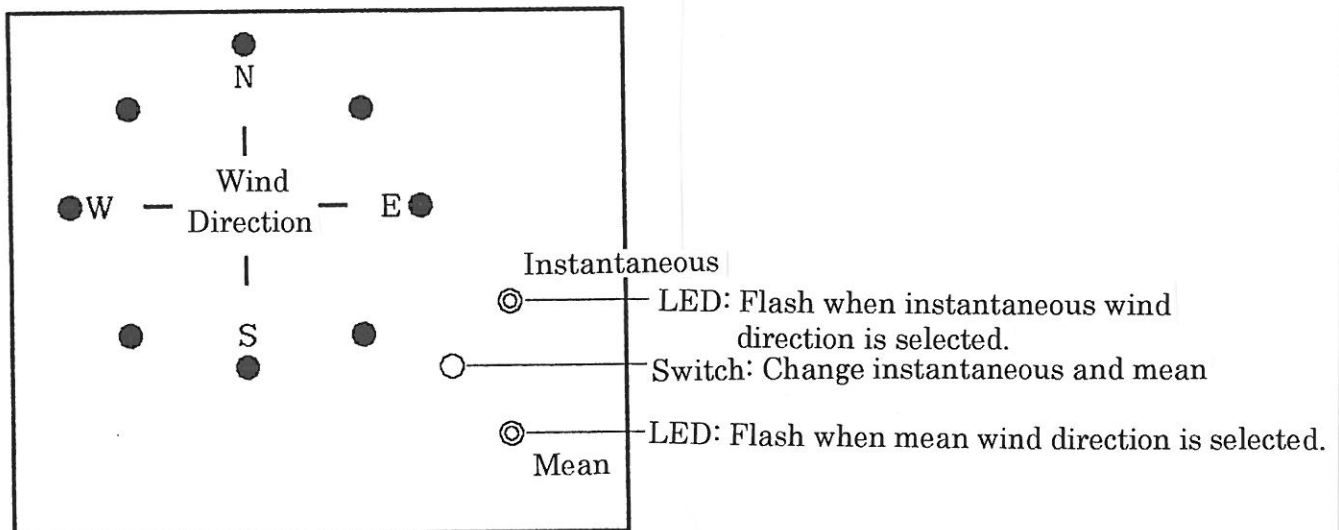 N
Wind
W
E
Direction
Instantaneous
LED: Flash when instantaneous wind
direction is selected.
S
Switch: Change instantaneous and mean
LED: Flash when mean wind direction is selected.
Mean